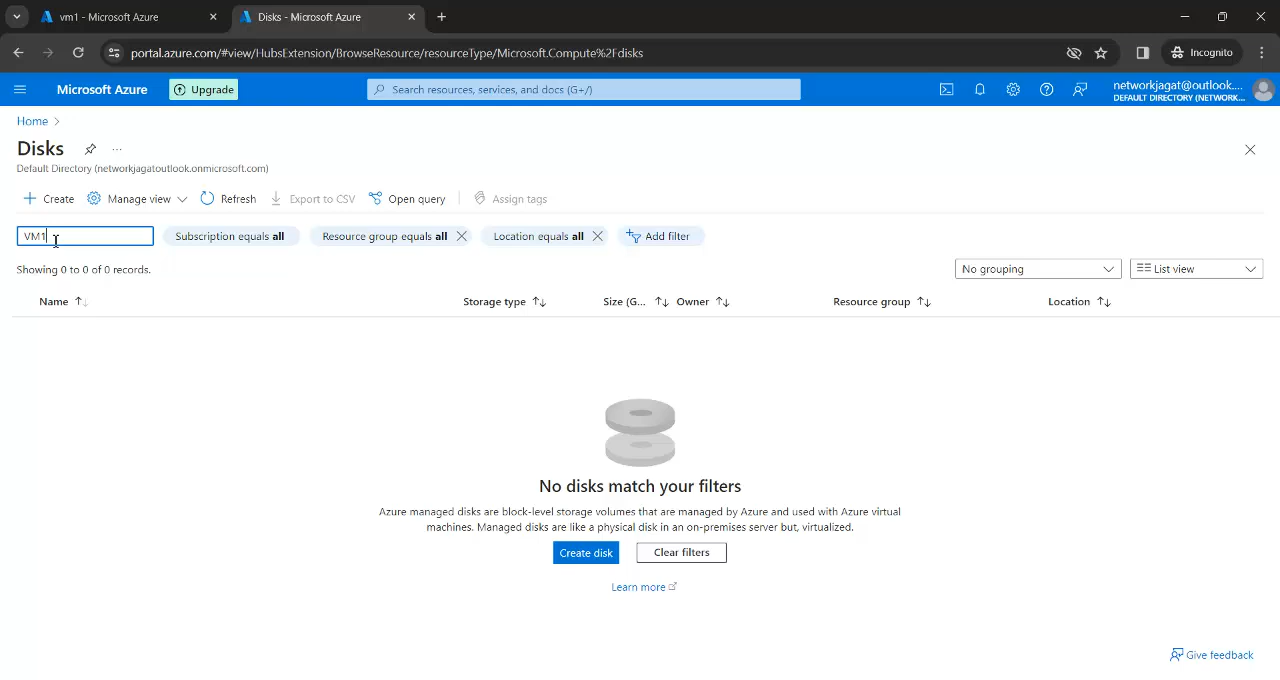 vm1 - Microsoft Azure
Disks - Microsoft Azure
portal.azure.com/#view/HubsExtension/BrowseResource/resourceType/Microsoft.Compute%2Fdisks
Incognito
Microsoft Azure
Upgrade
Search resources, services, and docs (G+/)
networkjagat@outlook....
DEFAULT DIRECTORY (NETWORK...
Home >
Disks
...
Default Directory (networkjagatoutlook.onmicrosoft.com)
Create
Manage view
Refresh
Export to CSV
Open query
Assign tags
VM1
Subscription equals all
Resource group equals all
Location equals all
Add filter
Showing 0 to 0 of 0 records.
No grouping
List view
Name
Storage type
Size (G...
Owner
Resource group
Location
No disks match your filters
Azure managed disks are block-level storage volumes that are managed by Azure and used with Azure virtual
machines. Managed disks are like a physical disk in an on-premises server but, virtualized.
Create disk
Clear filters
Learn more
Give feedback